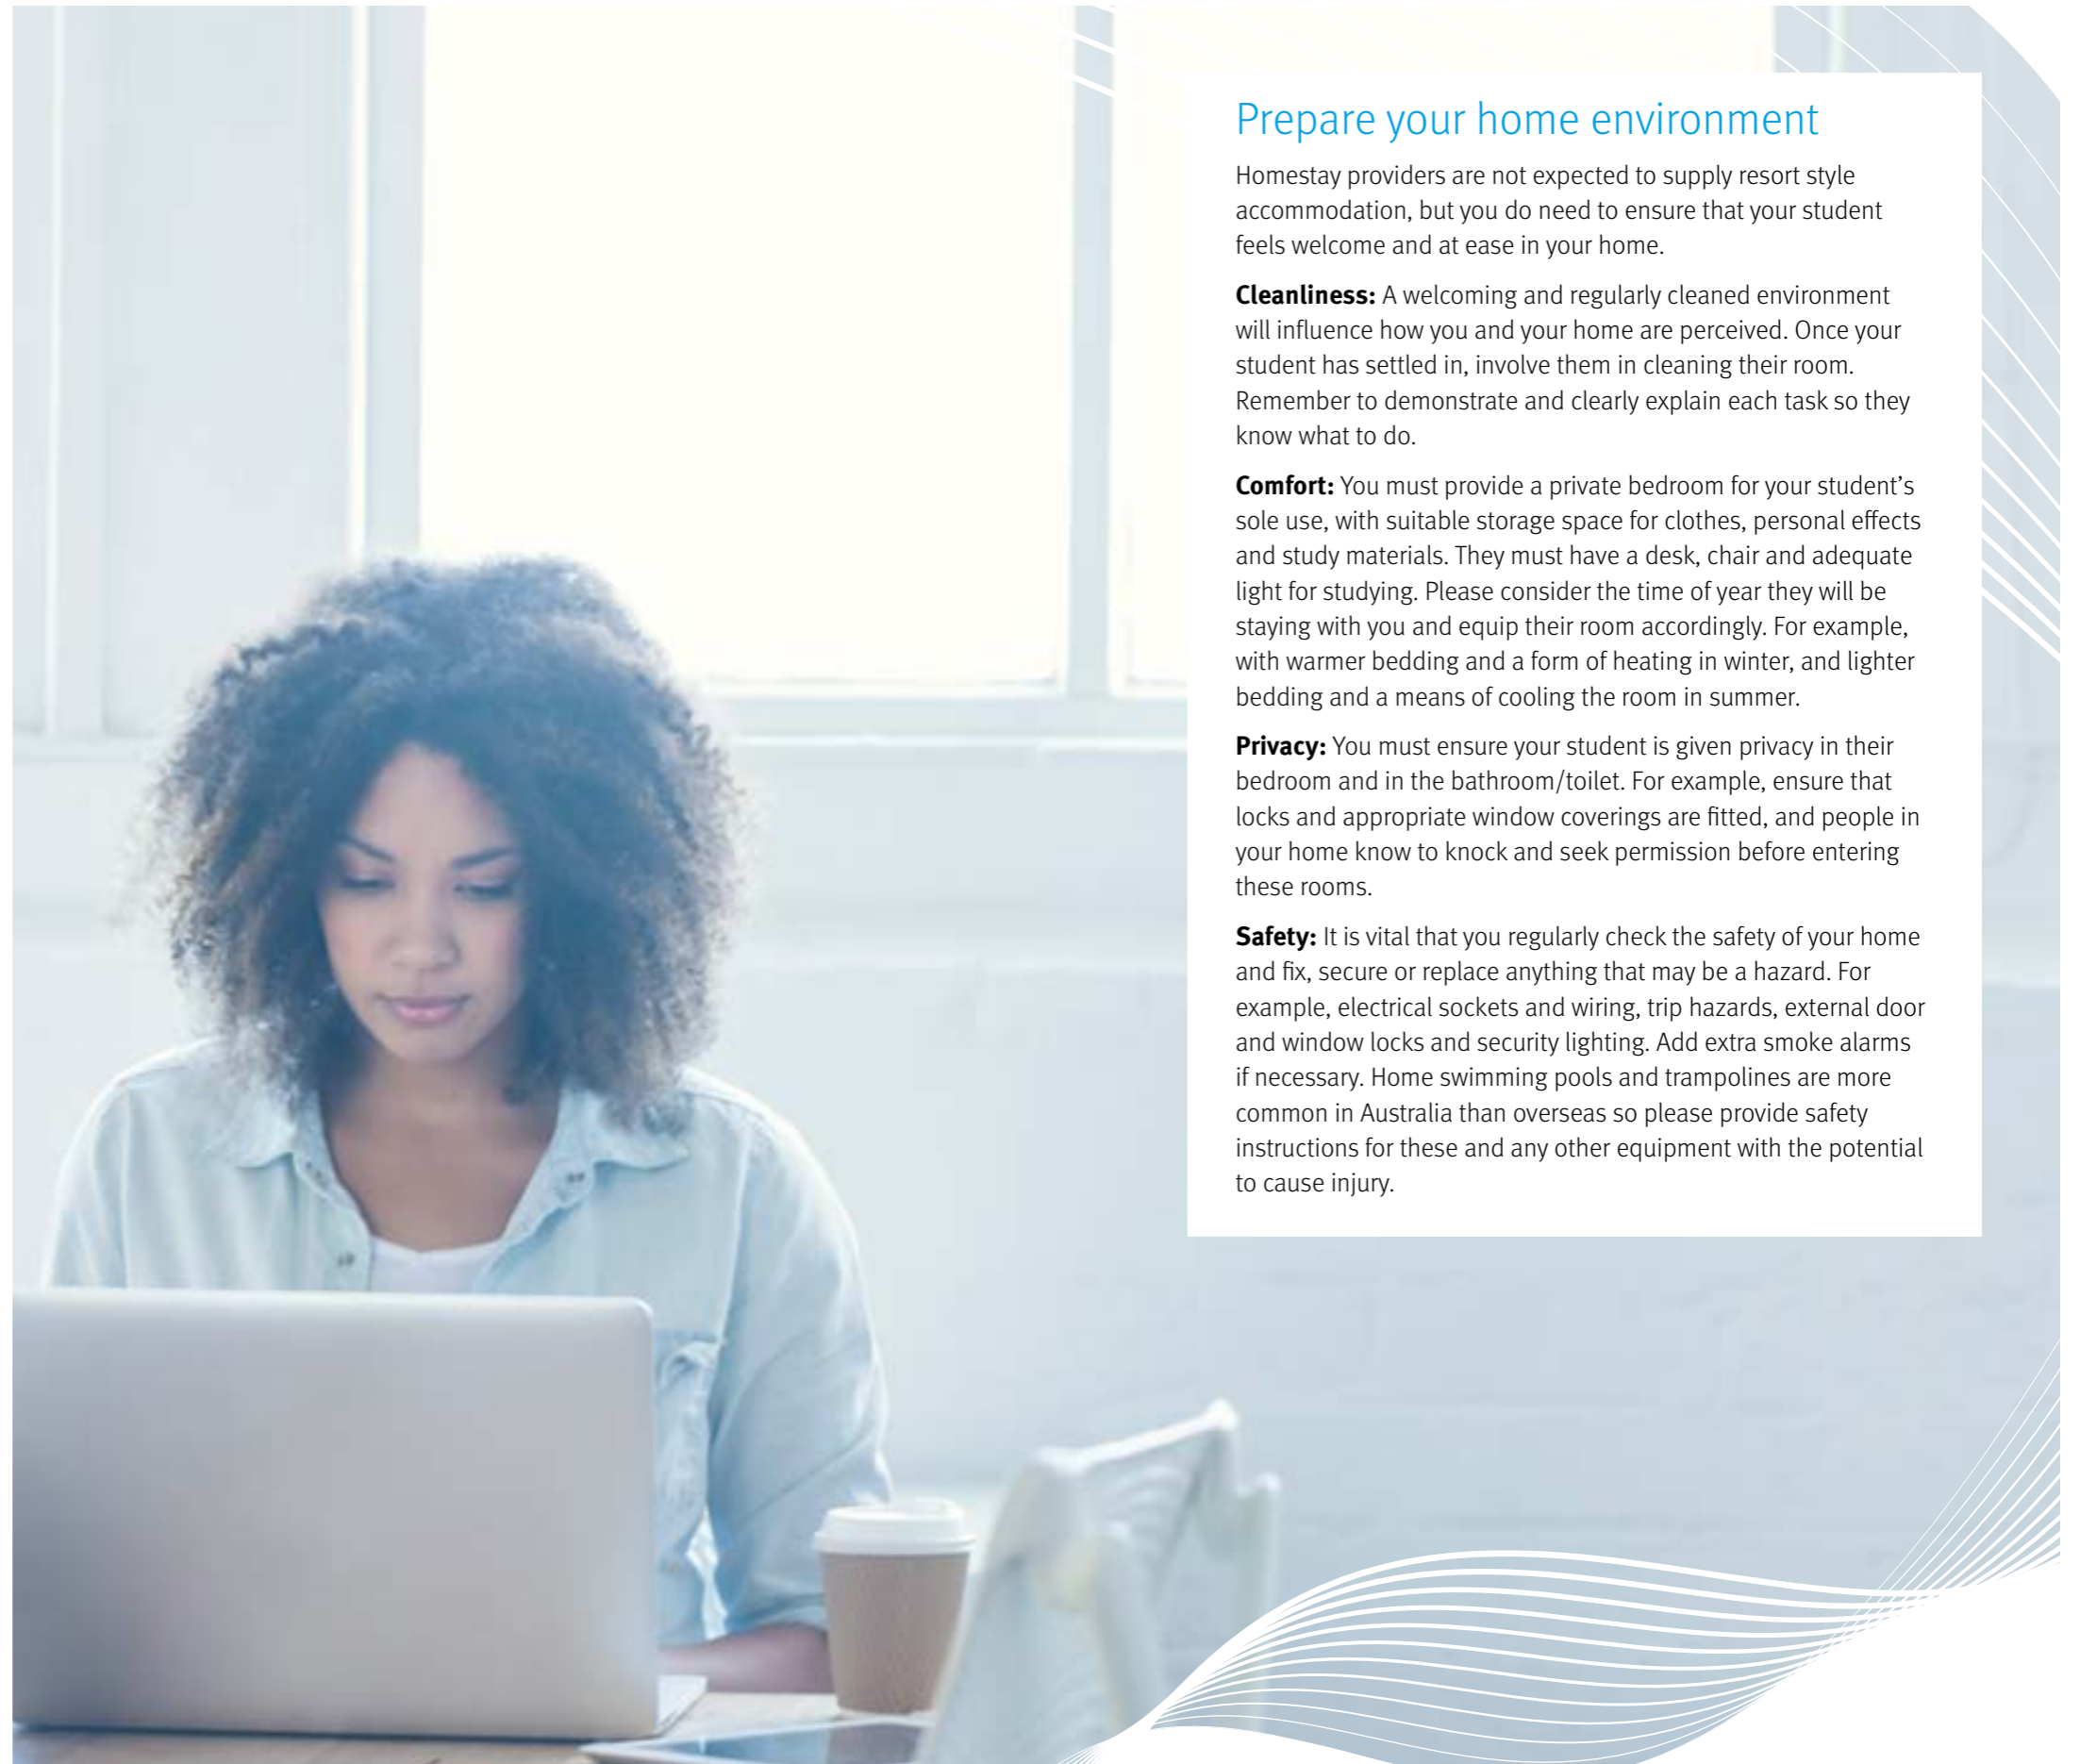 Prepare your home environment
Homestay providers are not expected to supply resort style
accommodation, but you do need to ensure that your student
feels welcome and at ease in your home.
Cleanliness: A welcoming and regularly cleaned environment
will influence how you and your home are perceived. Once your
student has settled in, involve them in cleaning their room.
Remember to demonstrate and clearly explain each task so they
know what to do.
Comfort: You must provide a private bedroom for your student’s
sole use, with suitable storage space for clothes, personal effects
and study materials. They must have a desk, chair and adequate
light for studying. Please consider the time of year they will be
staying with you and equip their room accordingly. For example,
with warmer bedding and a form of heating in winter, and lighter
bedding and a means of cooling the room in summer.
Privacy: You must ensure your student is given privacy in their
bedroom and in the bathroom/toilet. For example, ensure that
locks and appropriate window coverings are fitted, and people in
your home know to knock and seek permission before entering
these rooms.
Safety: It is vital that you regularly check the safety of your home
and fix, secure or replace anything that may be a hazard. For
example, electrical sockets and wiring, trip hazards, external door
and window locks and security lighting. Add extra smoke alarms
if necessary. Home swimming pools and trampolines are more
common in Australia than overseas so please provide safety
instructions for these and any other equipment with the potential
to cause injury.